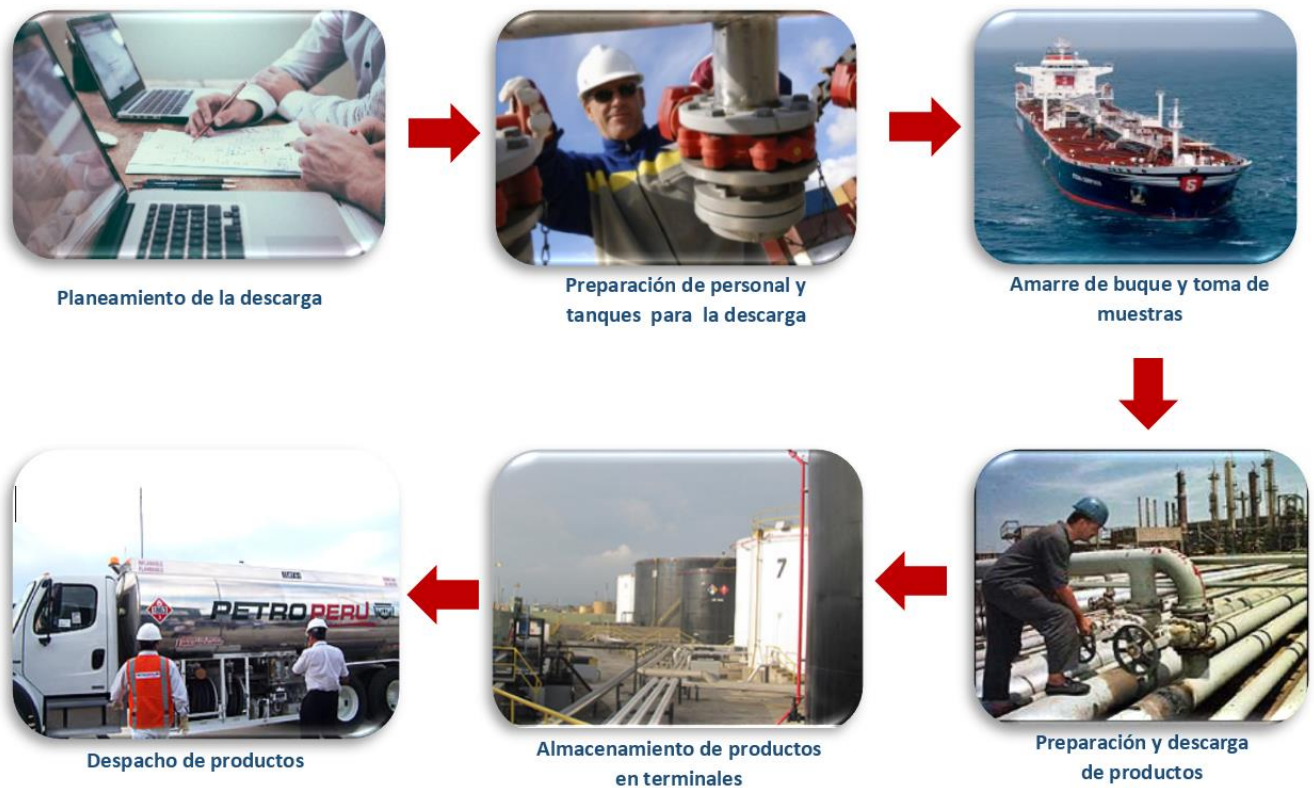 Planeamiento de la descarga
Preparación de personal y
tanques para la descarga
Amarre de buque y toma de
muestras
S
PETROPERU
7
Despacho de productos
Almacenamiento de productos
en terminales
Preparación y descarga
de productos